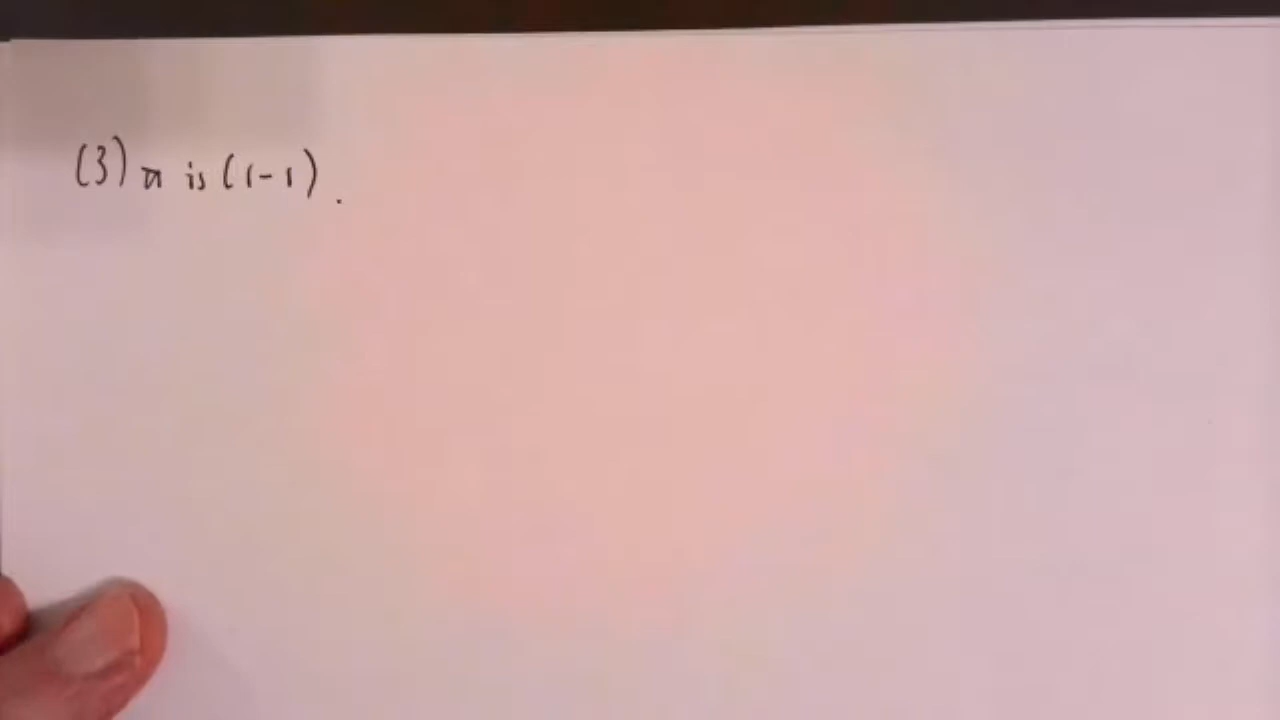 (3) π is (1-1).